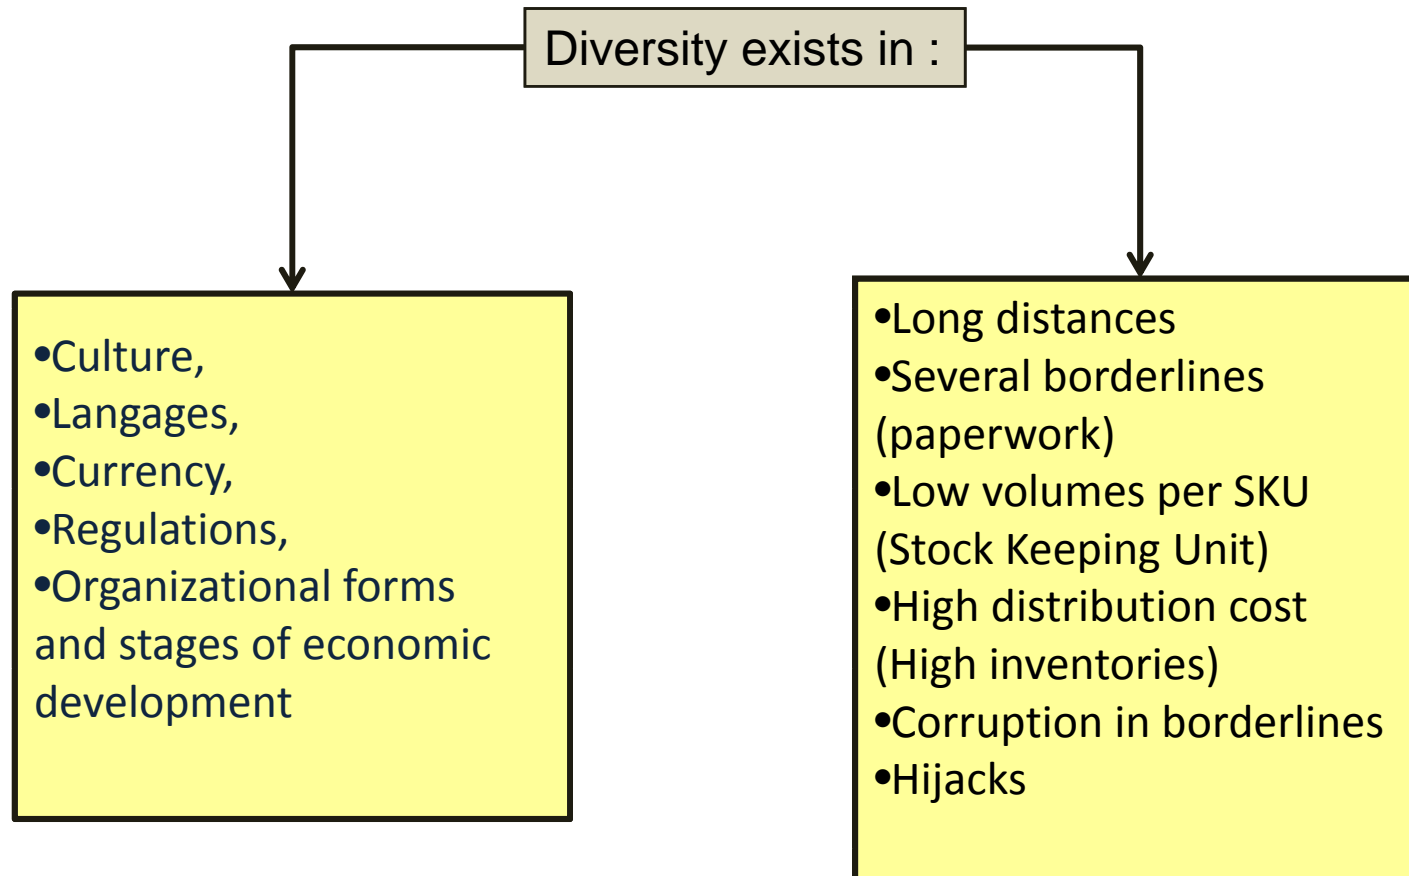 Diversity exists in :
•Culture,
•Langages,
•Currency,
•Regulations,
•Organizational forms
and stages of economic
development
•Long distances
•Several borderlines
(paperwork)
•Low volumes per SKU
(Stock Keeping Unit)
•High distribution cost
(High inventories)
•Corruption in borderlines
•Hijacks